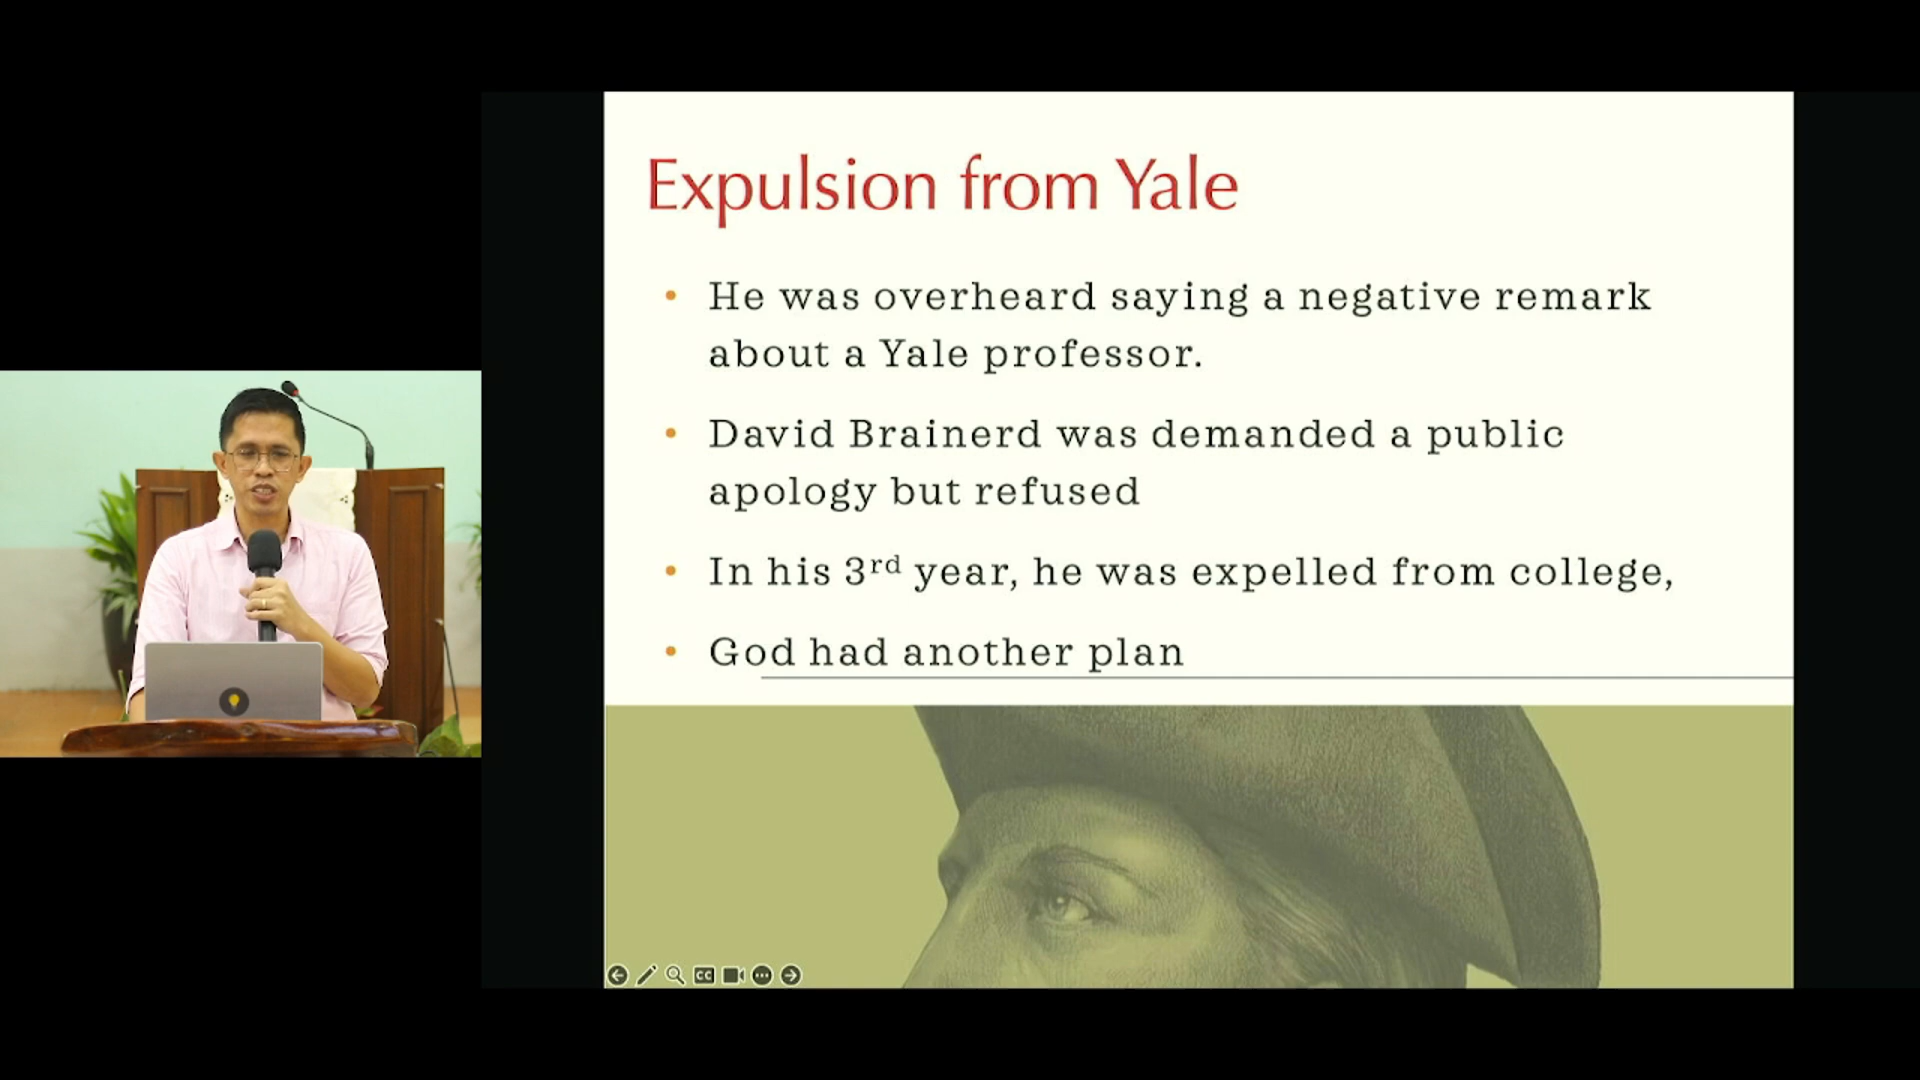 Expulsion from Yale
• He was overheard saying a negative remark
about a Yale professor.
• David Brainerd was demanded a public
apology but refused
• In his 3rd year, he was expelled from college,
• God had another plan
CC